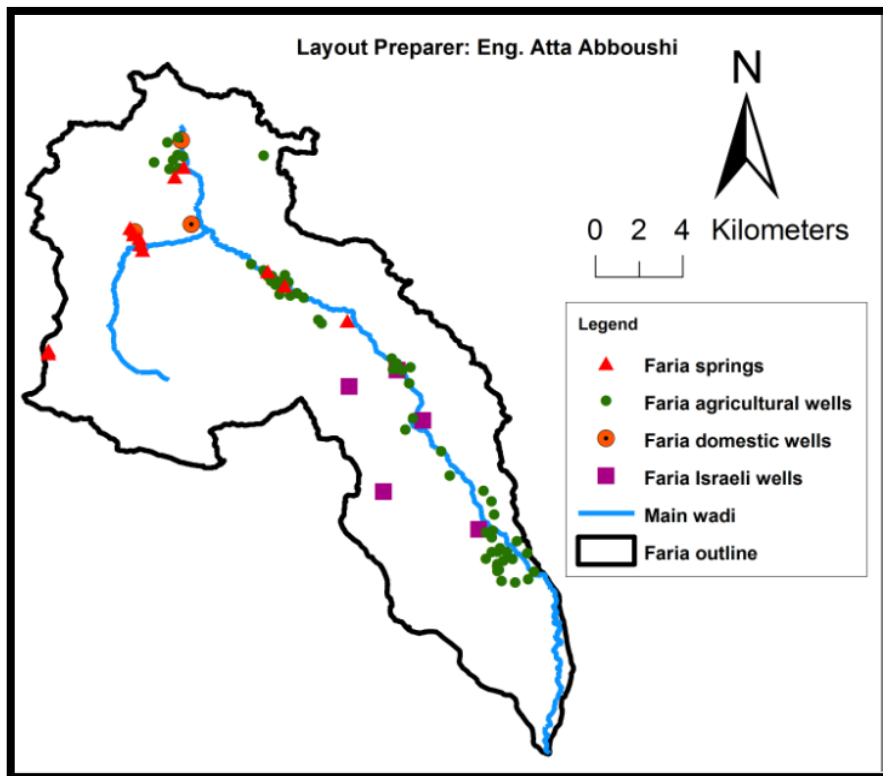 Layout Preparer: Eng. Atta Abboushi
N
0 2 4 Kilometers
Legend
Faria springs
Faria agricultural wells
Faria domestic wells
Faria Israeli wells
Main wadi
Faria outline